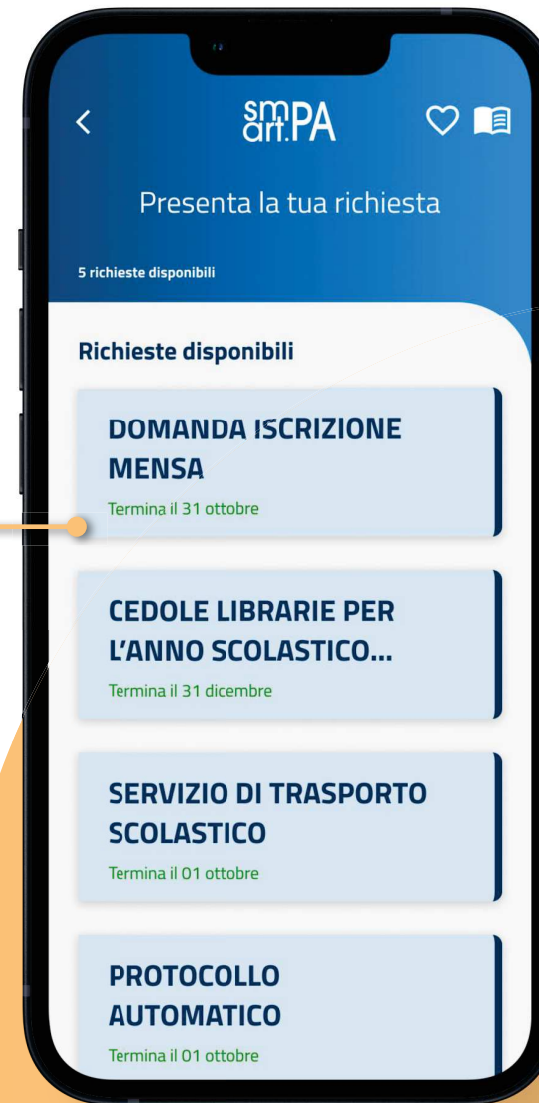 smart.PA
Presenta la tua richiesta
5 richieste disponibili
Richieste disponibili
DOMANDA ISCRIZIONE
MENSA
Termina il 31 ottobre
CEDOLE LIBRARIE PER
L'ANNO SCOLASTICO...
Termina il 31 dicembre
SERVIZIO DI TRASPORTO
SCOLASTICO
Termina il 01 ottobre
PROTOCOLLO
AUTOMATICO
Termina il 01 ottobre